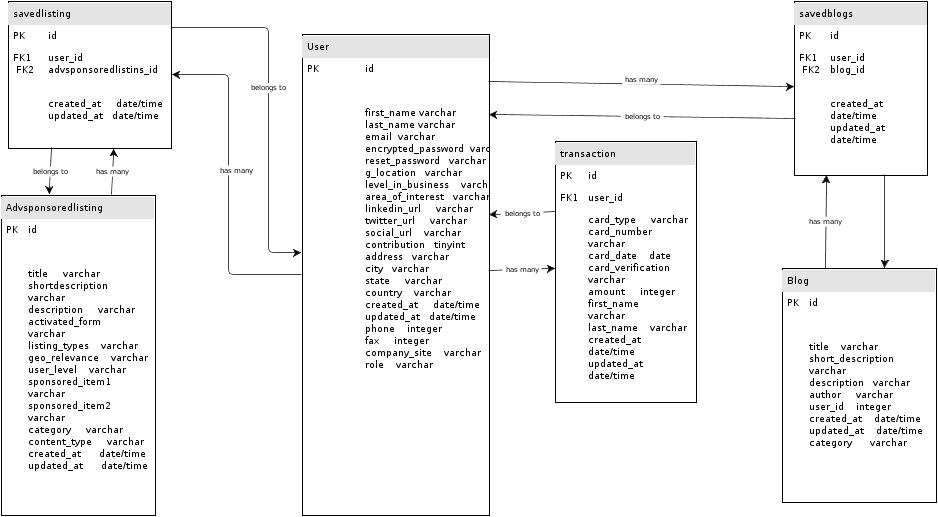 savedlisting
PK id
FK1 user_id
FK2 advsponsoredlistins_id
created_at date/time
updated_at date/time
belongs to
has many
Advsponsoredlisting
PK id
title varchar
shortdescription
varchar
description varchar
activated_form
varchar
listing_types varchar
geo_relevance varchar
user_level varchar
sponsored_item1
varchar
sponsored_item2
varchar
category varchar
content_type varchar
created_at date/time
updated_at date/time
belongs to
has many
User
PK id
first_name varchar
last_name varchar
email varchar
encrypted_password varc
reset_password varchar
g_location varchar
level_in_business varch
area_of_interest varchar
linkedin_url varchar
twitter_url varchar
social_url varchar
contribution tinyint
address varchar
city varchar
state varchar
country varchar
created_at date/time
updated_at date/time
phone integer
fax integer
company_site varchar
role varchar
has many
belongs to
belongs to
has many
transaction
PK id
FK1 user_id
card_type varchar
card_number
varchar
card_date date
card_verification
varchar
amount integer
first_name
varchar
last_name varchar
created_at
date/time
updated_at
date/time
savedblogs
PK id
FK1 user_id
FK2 blog_id
created_at
date/time
updated_at
date/time
has many
Blog
PK id
title varchar
short_description
varchar
description varchar
author varchar
user_id integer
created_at date/time
updated_at date/time
category varchar